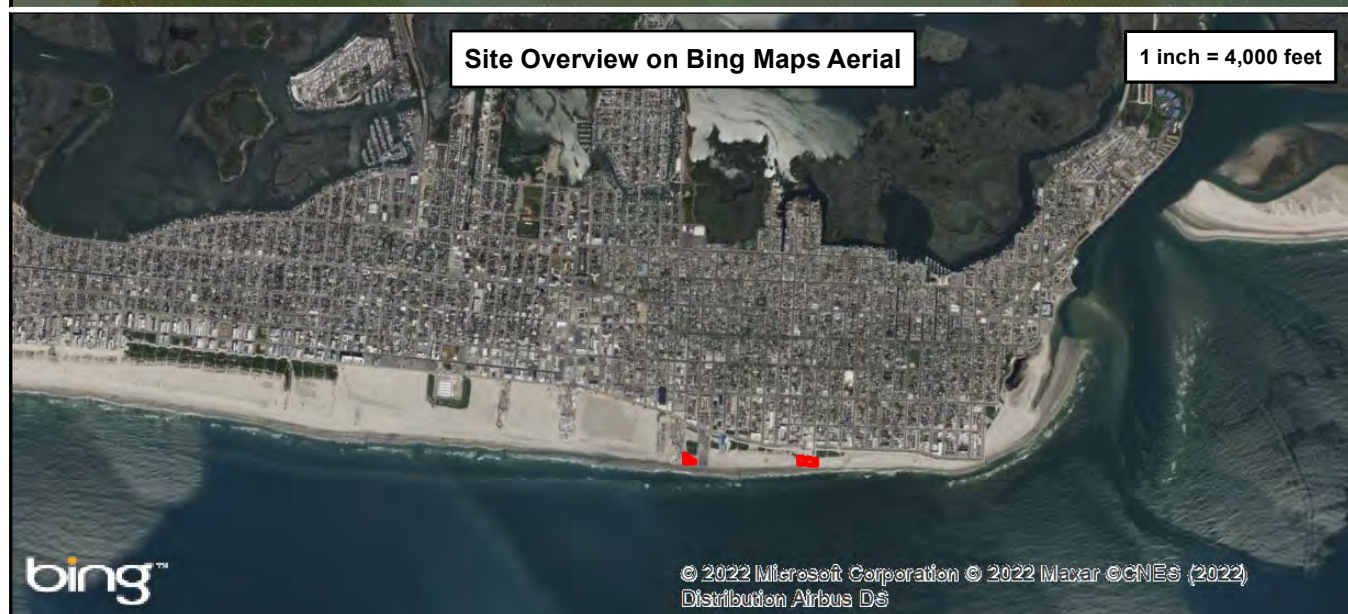 Site Overview on Bing Maps Aerial
1 inch = 4,000 feet
bing™
© 2022 Microsoft Corporation © 2022 Maxar ©CNES (2022)
Distribution Airbus DS